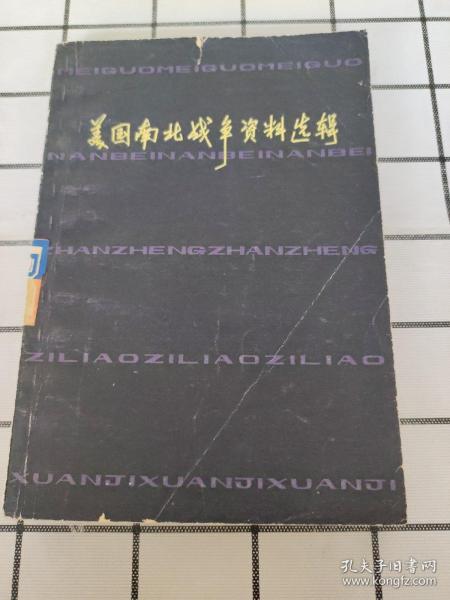 MEIGUOMEIGUOMEIGUO
美国南北战争资料选辑
NANBEINANBEINANBEI
ZHANZHENGZHANZHENG
ZILIAOZILIAOZILIAO
XUANJIXUANJIXUANJI
孔夫子旧书网
www.kongfz.com